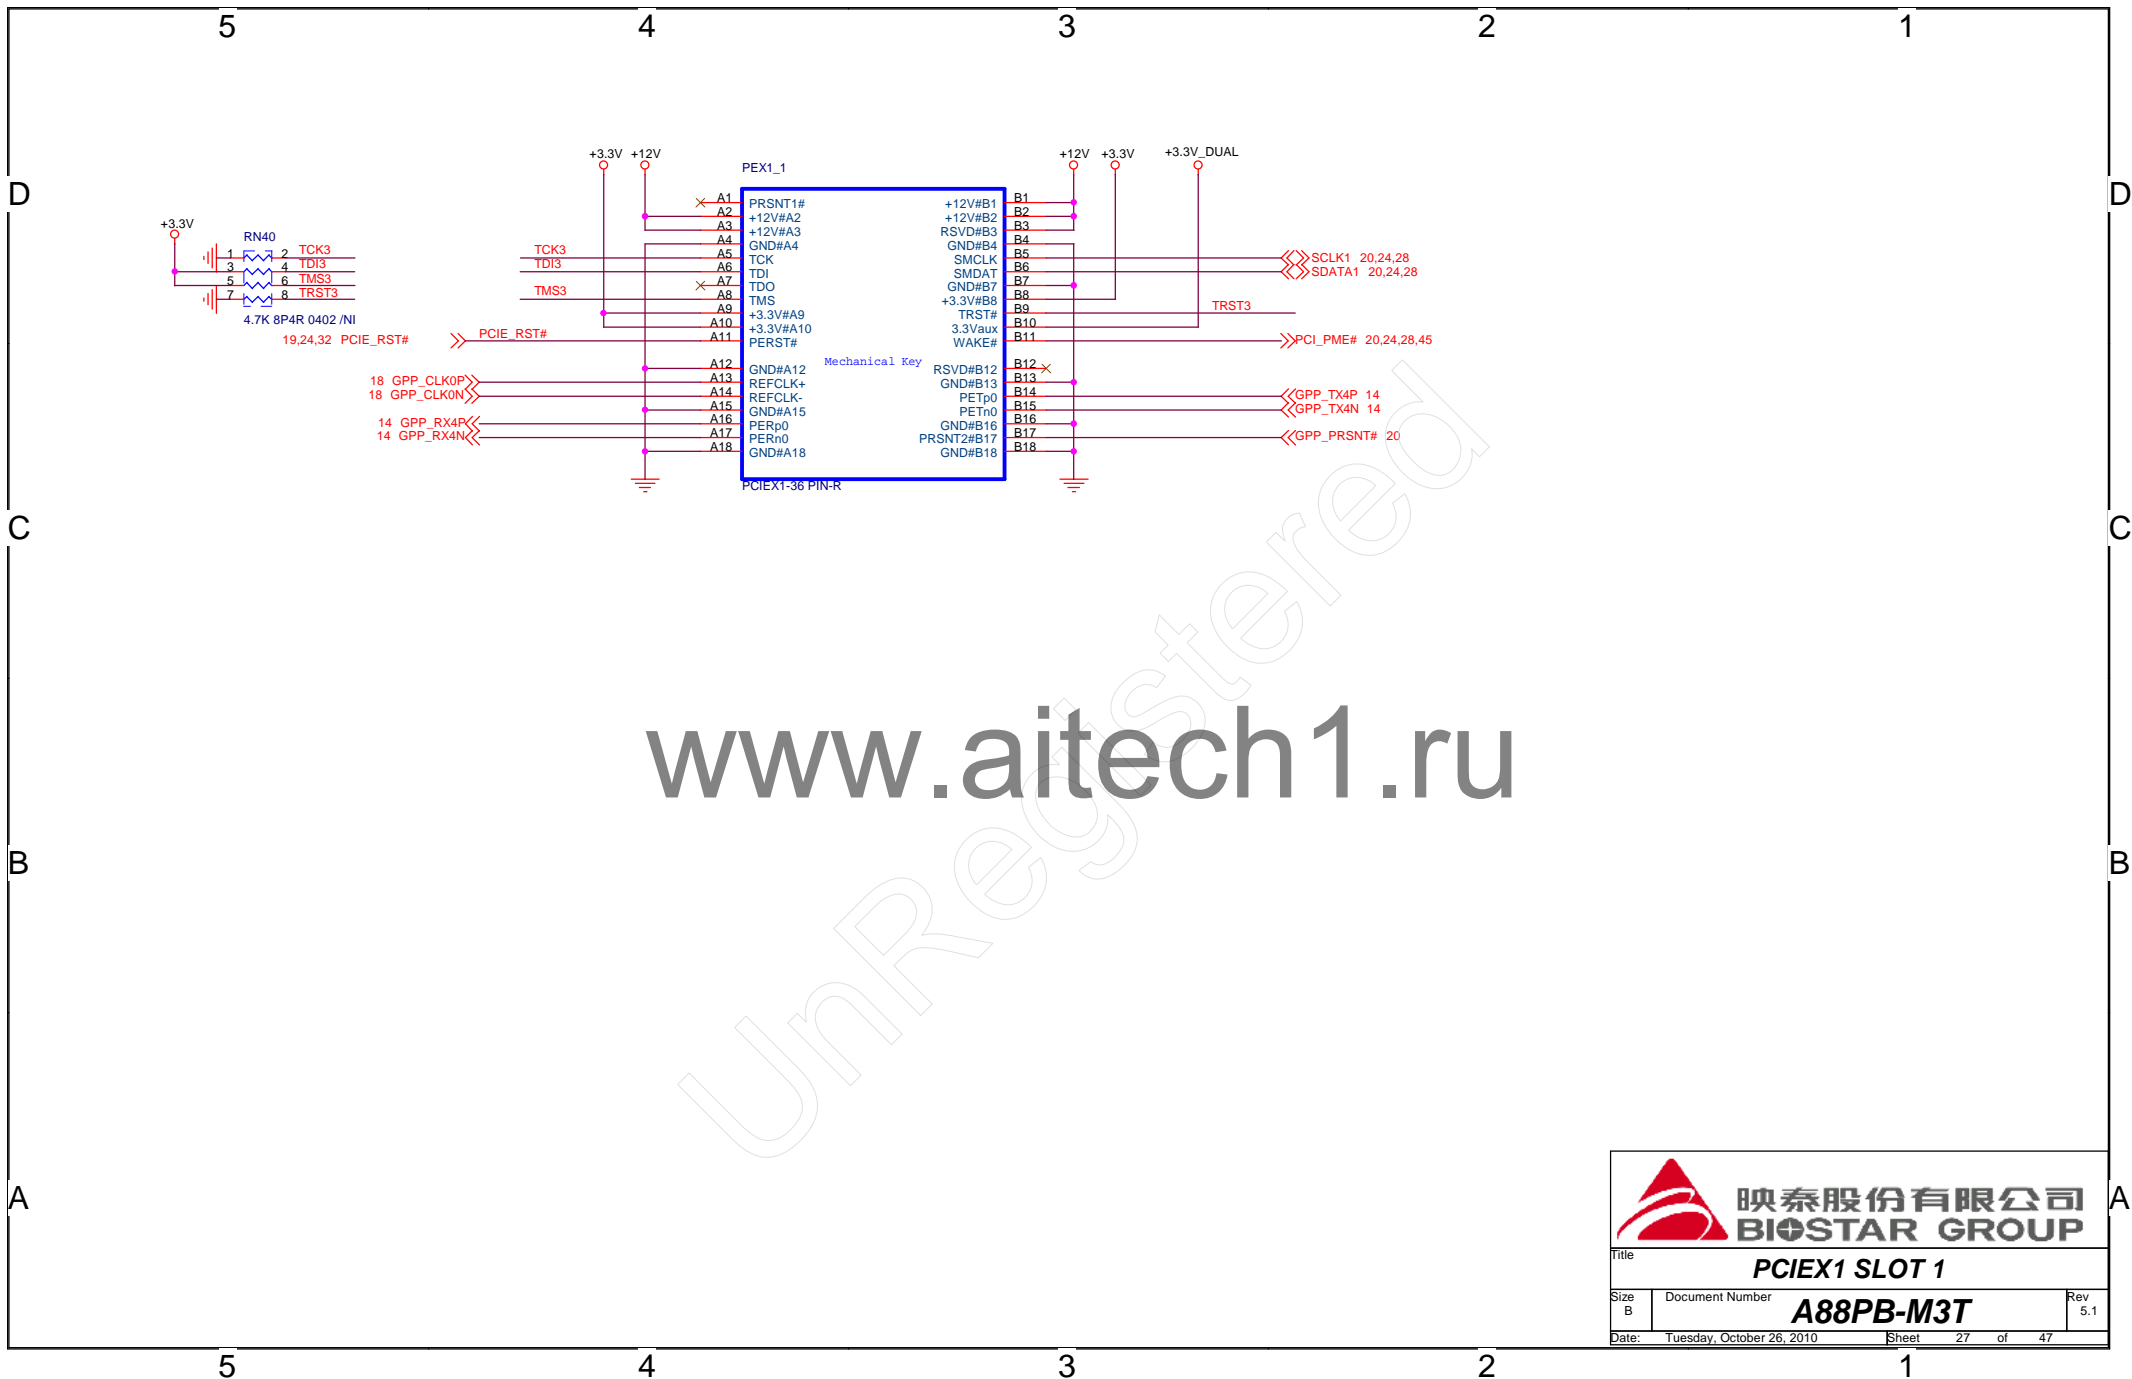 5 4 3 2 1
D D
C C
B B
A A
+3.3V +12V
PEX1_1
+12V +3.3V +3.3V_DUAL
+3.3V
RN40
1 2 TCK3
3 4 TDI3
5 6 TMS3
7 8 TRST3
4.7K 8P4R 0402 /NI
A1 PRSNT1#
A2 +12V#A2
A3 +12V#A3
A4 GND#A4
TCK3 A5 TCK
TDI3 A6 TDI
A7 TDO
TMS3 A8 TMS
A9 +3.3V#A9
A10 +3.3V#A10
19,24,32 PCIE_RST# PCIE_RST# A11 PERST#
Mechanical Key
A12 GND#A12
18 GPP_CLK0P A13 REFCLK+
18 GPP_CLK0N A14 REFCLK-
A15 GND#A15
14 GPP_RX4P A16 PERp0
14 GPP_RX4N A17 PERn0
A18 GND#A18
+12V#B1 B1
+12V#B2 B2
RSVD#B3 B3
GND#B4 B4
SMCLK B5 SCLK1 20,24,28
SMDAT B6 SDATA1 20,24,28
GND#B7 B7
+3.3V#B8 B8
TRST# B9 TRST3
3.3Vaux B10
WAKE# B11 PCI_PME# 20,24,28,45
RSVD#B12 B12
GND#B13 B13
PETp0 B14 GPP_TX4P 14
PETn0 B15 GPP_TX4N 14
GND#B16 B16
PRSNT2#B17 B17 GPP_PRSNT# 20
GND#B18 B18
PCIEX1-36 PIN-R
UnRegistered
www.aitech1.ru
映泰股份有限公司
BIOSTAR GROUP
Title
PCIEX1 SLOT 1
Size
B
Document Number
A88PB-M3T
Rev
5.1
Date: Tuesday, October 26, 2010 Sheet 27 of 47
5 4 3 2 1